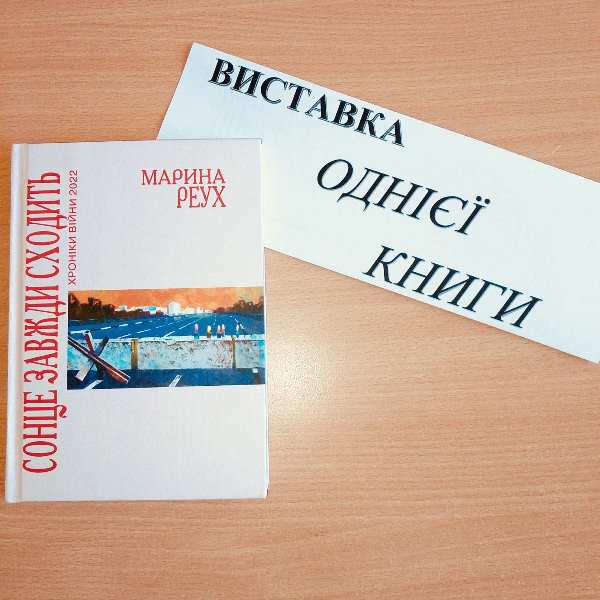 СОНЦЕ ЗАВЖДИ СХОДИТЬ
ХРОНІКИ ВІЙНИ 2022
МАРИНА
РЕУХ
ВИСТАВКА
ОДНІЄЇ
КНИГИ